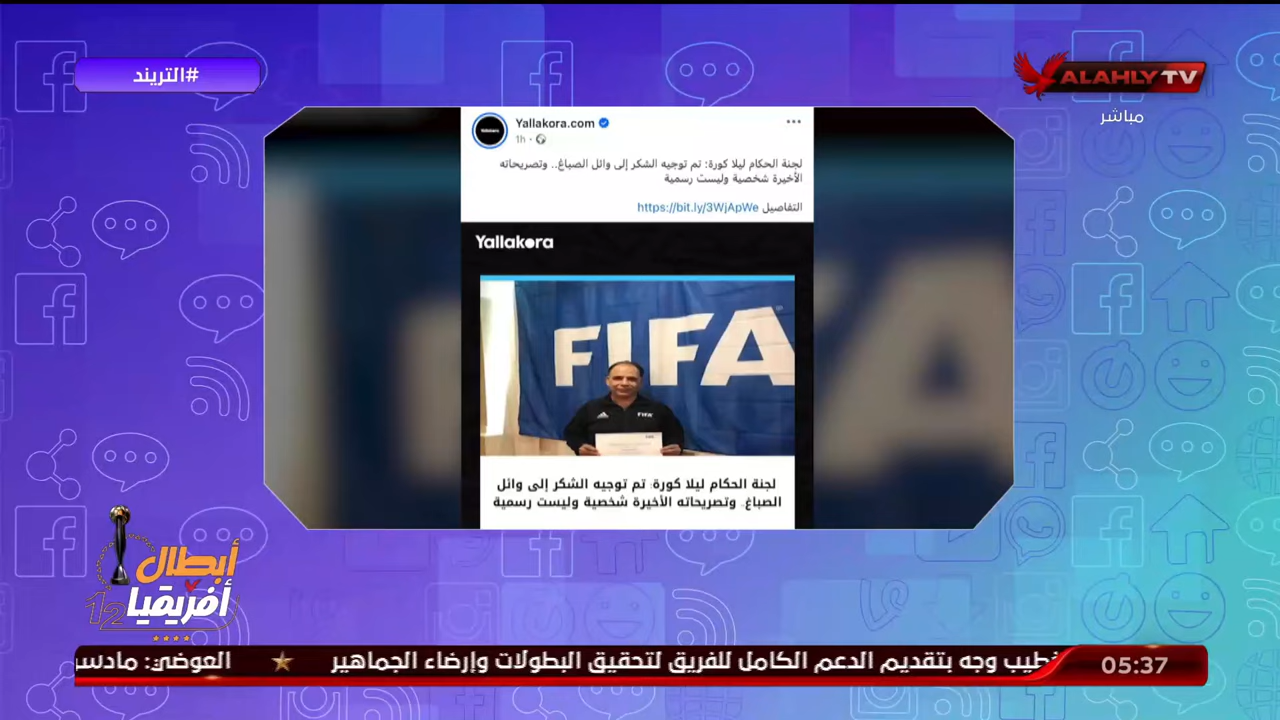 #التريند
ALAHLY TV
مباشر
Yallakora.com
1h
لجنة الحكام ليلا كورة: تم توجيه الشكر إلى وائل الصباغ.. وتصريحاته
الأخيرة شخصية وليست رسمية
التفاصيل https://bit.ly/3WjApWe
Yallakora
FIFA
FIFA
لجنة الحكام ليلا كورة: تم توجيه الشكر إلى وائل
الصباغ.. وتصريحاته الأخيرة شخصية وليست رسمية
أبطال
أفريقيا
12
خطيب وجه بتقديم الدعم الكامل للفريق لتحقيق البطولات وإرضاء الجماهير
العوضي:
05:37